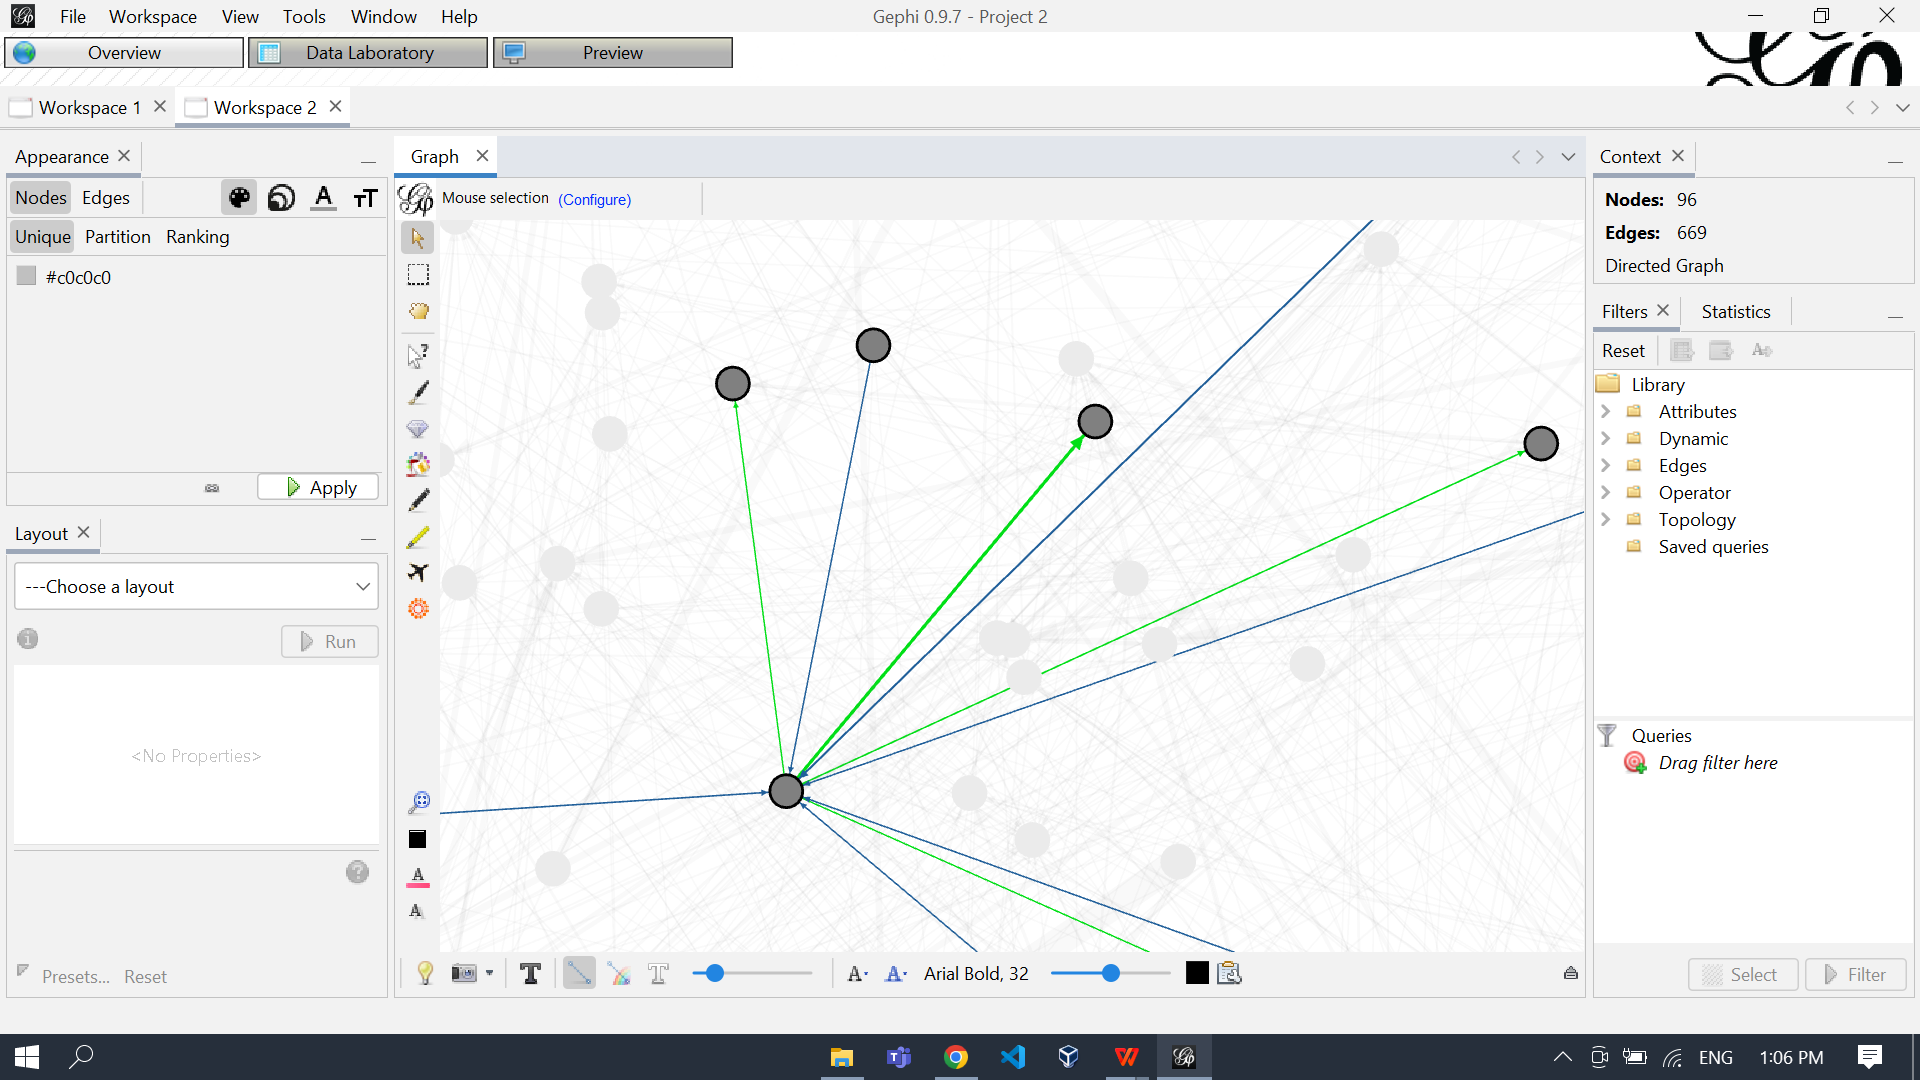 File Workspace View Tools Window Help
Gephi 0.9.7 - Project 2
Overview
Data Laboratory
Preview
Workspace 1
Workspace 2
Appearance
Nodes Edges
Unique Partition Ranking
#c0c0c0
Apply
Layout
---Choose a layout
Run
<No Properties>
Presets... Reset
Graph
Mouse selection (Configure)
Arial Bold, 32
Context
Nodes: 96
Edges: 669
Directed Graph
Filters
Statistics
Reset
Library
Attributes
Dynamic
Edges
Operator
Topology
Saved queries
Queries
Drag filter here
Select
Filter
ENG
1:06 PM